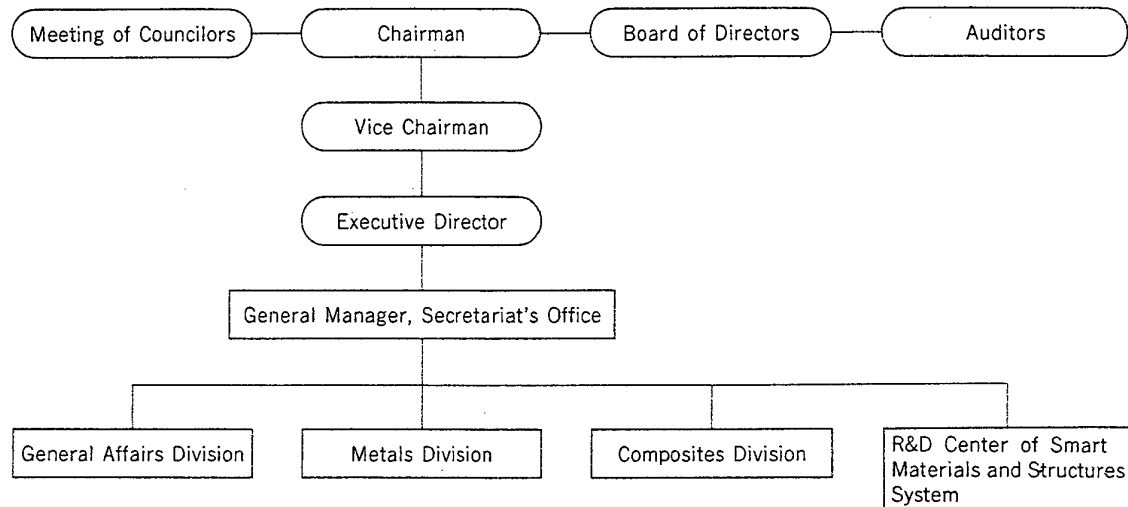 Meeting of Councilors
Chairman
Board of Directors
Auditors
Vice Chairman
Executive Director
General Manager, Secretariat's Office
General Affairs Division
Metals Division
Composites Division
R&D Center of Smart
Materials and Structures
System